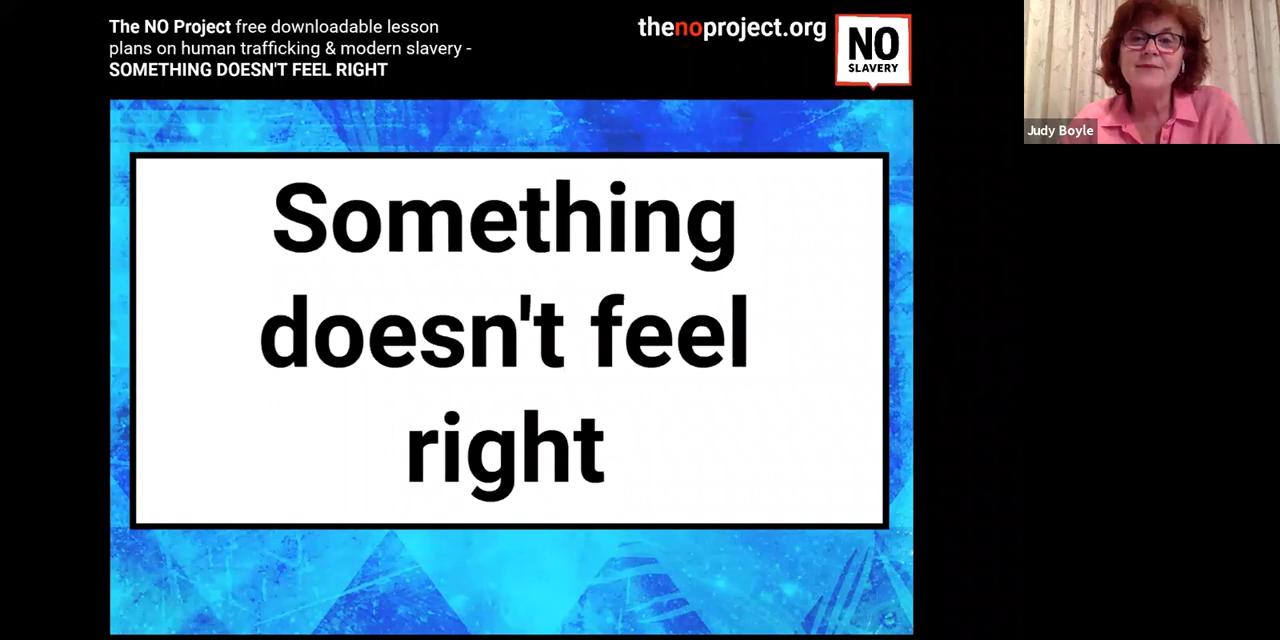 The NO Project free downloadable lesson
plans on human trafficking & modern slavery -
SOMETHING DOESN'T FEEL RIGHT
thenoproject.org
NO
SLAVERY
Judy Boyle
Something
doesn't feel
right